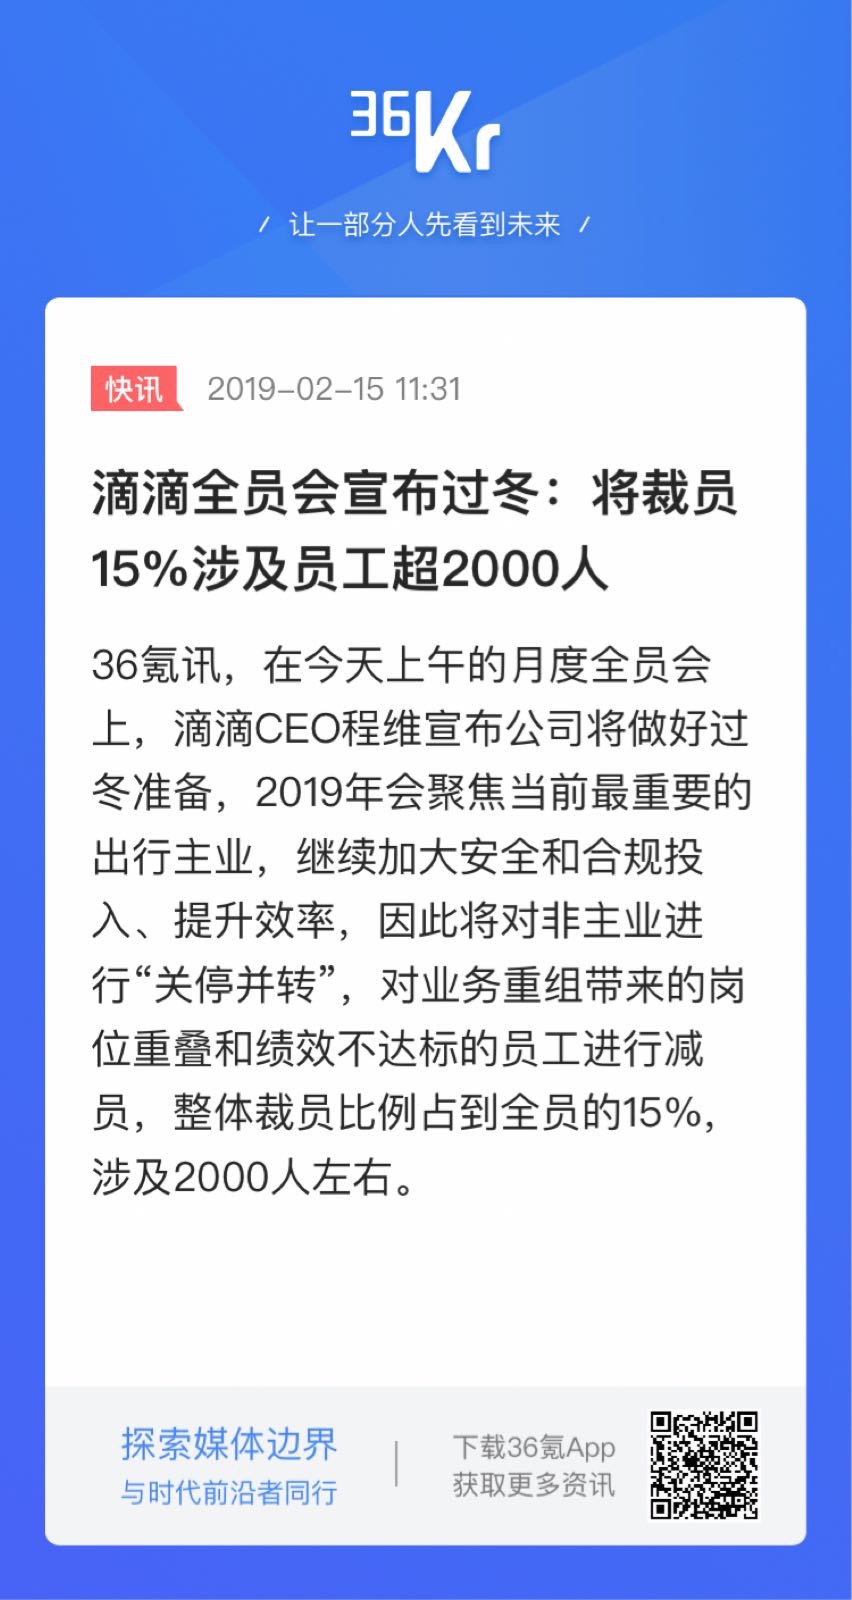 36Kr
/ 让一部分人先看到未来 /
快讯 2019-02-15 11:31
滴滴全员会宣布过冬：将裁员
15%涉及员工超2000人
36氪讯，在今天上午的月度全员会
上，滴滴CEO程维宣布公司将做好过
冬准备，2019年会聚焦当前最重要的
出行主业，继续加大安全和合规投
入、提升效率，因此将对非主业进
行“关停并转”，对业务重组带来的岗
位重叠和绩效不达标的员工进行减
员，整体裁员比例占到全员的15%，
涉及2000人左右。
探索媒体边界
与时代前沿者同行
下载36氪App
获取更多资讯